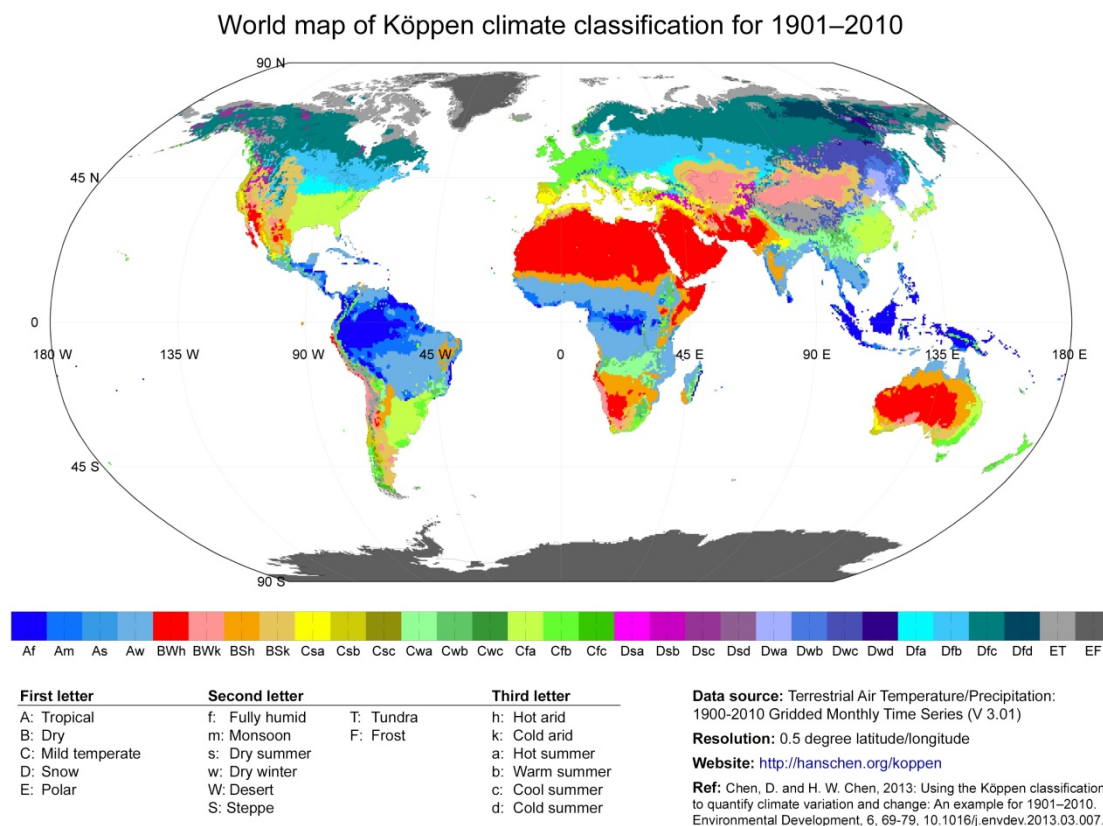 World map of Köppen climate classification for 1901–2010
90 N
45 N
0
180 W
135 W
90 W
45 W
0
45 E
90 E
135 E
180 E
45 S
90 S
Af Am As Aw BWh BWk BSh BSk Csa Csb Csc Cwa Cwb Cwc Cfa Cfb Cfc Dsa Dsb Dsc Dsd Dwa Dwb Dwc Dwd Dfa Dfb Dfc Dfd ET EF
First letter
A: Tropical
B: Dry
C: Mild temperate
D: Snow
E: Polar
Second letter
f: Fully humid
m: Monsoon
s: Dry summer
w: Dry winter
W: Desert
S: Steppe
T: Tundra
F: Frost
Third letter
h: Hot arid
k: Cold arid
a: Hot summer
b: Warm summer
c: Cool summer
d: Cold summer
Data source: Terrestrial Air Temperature/Precipitation:
1900-2010 Gridded Monthly Time Series (V 3.01)
Resolution: 0.5 degree latitude/longitude
Website: http://hanschen.org/koppen
Ref: Chen, D. and H. W. Chen, 2013: Using the Köppen classification
to quantify climate variation and change: An example for 1901–2010.
Environmental Development, 6, 69-79, 10.1016/j.envdev.2013.03.007.